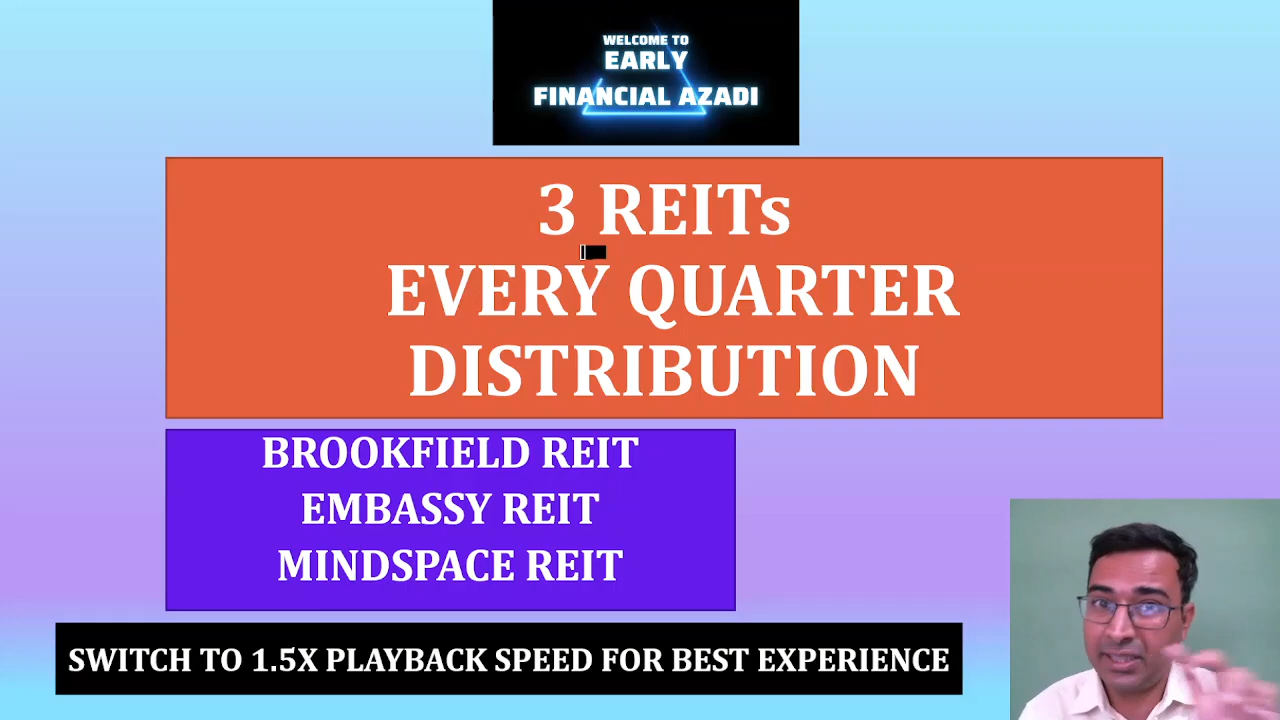 WELCOME TO
EARLY
FINANCIAL AZADI
3 REITs
EVERY QUARTER
DISTRIBUTION
BROOKFIELD REIT
EMBASSY REIT
MINDSPACE REIT
SWITCH TO 1.5X PLAYBACK SPEED FOR BEST EXPERIENCE